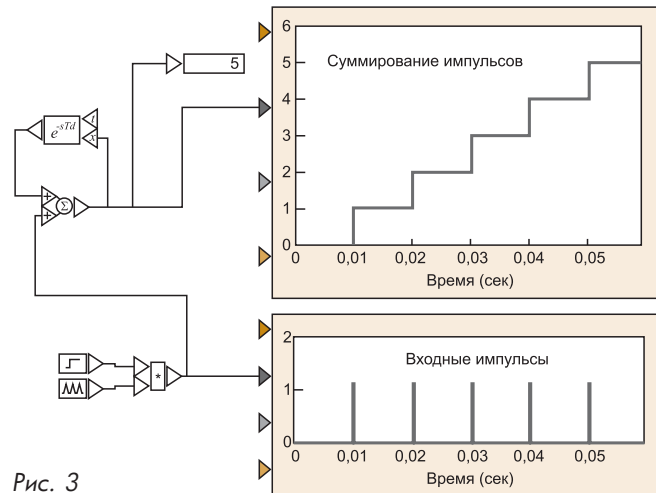 6
5
Суммирование импульсов
5
4
e^-sTd
t
x
3
2
+
Σ
+
1
0
0 0,01 0,02 0,03 0,04 0,05
Время (сек)
2
Входные импульсы
1
*
0
0 0,01 0,02 0,03 0,04 0,05
Время (сек)
Рис. 3